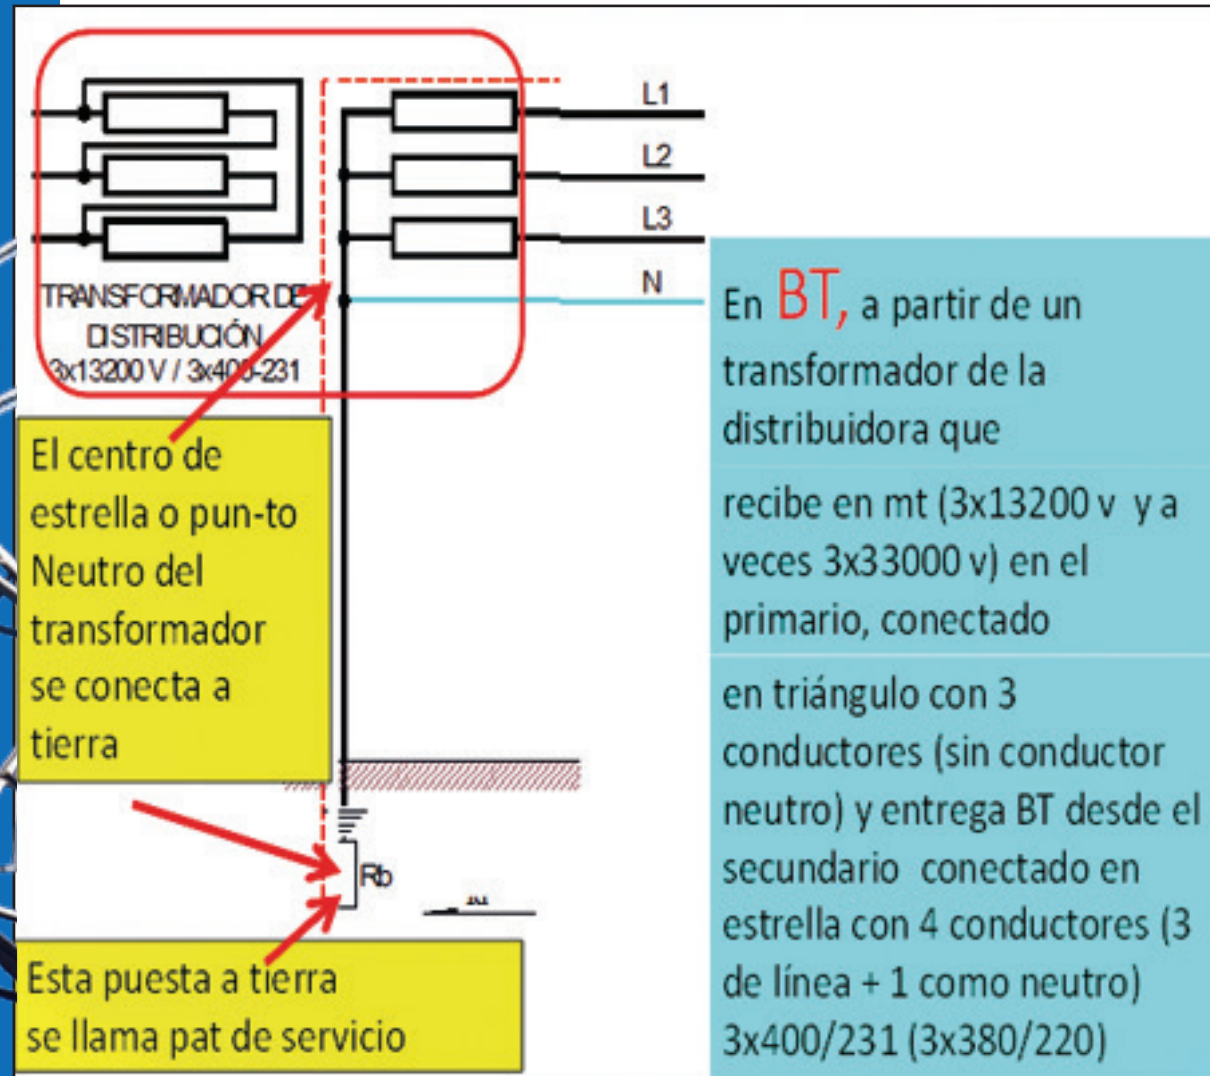 L1
L2
L3
N
TRANSFORMADOR DE
DISTRIBUCIÓN
3x13200 V / 3x400-231
El centro de
estrella o pun-to
Neutro del
transformador
se conecta a
tierra
Rb
Esta puesta a tierra
se llama pat de servicio
En BT, a partir de un
transformador de la
distribuidora que
recibe en mt (3x13200 v y a
veces 3x33000 v) en el
primario, conectado
en triángulo con 3
conductores (sin conductor
neutro) y entrega BT desde el
secundario conectado en
estrella con 4 conductores (3
de línea + 1 como neutro)
3x400/231 (3x380/220)